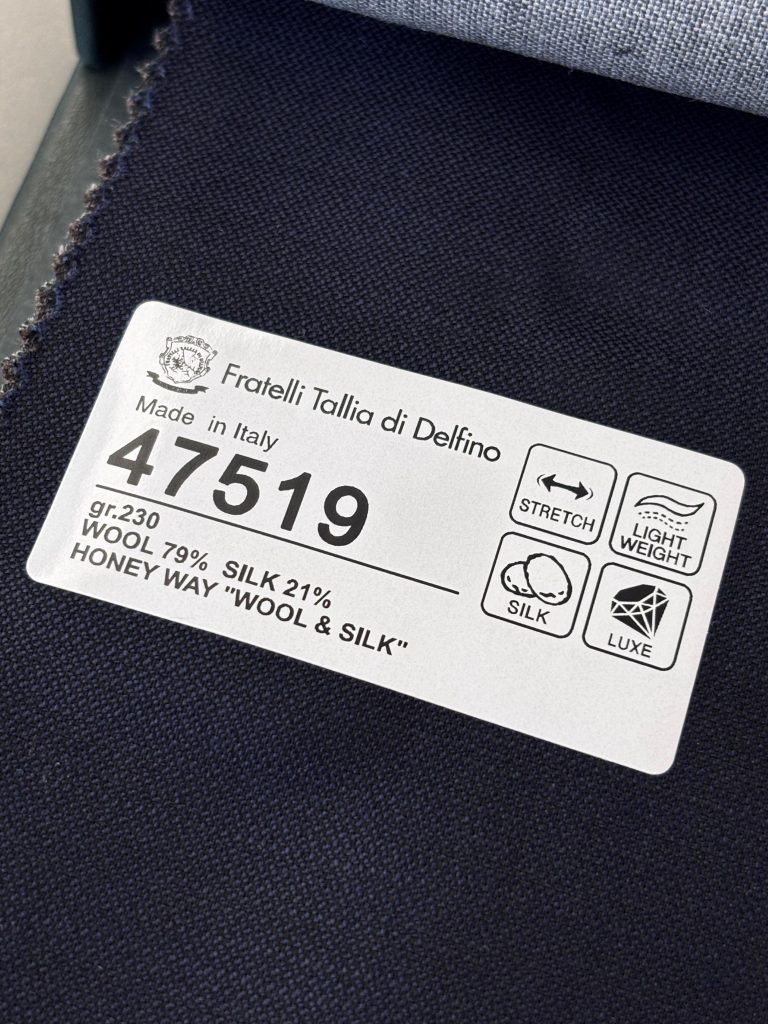 Fratelli Tallia di Delfino
Made in Italy
47519
gr.230
WOOL 79% SILK 21%
HONEY WAY "WOOL & SILK"
STRETCH
LIGHT
WEIGHT
SILK
LUXE